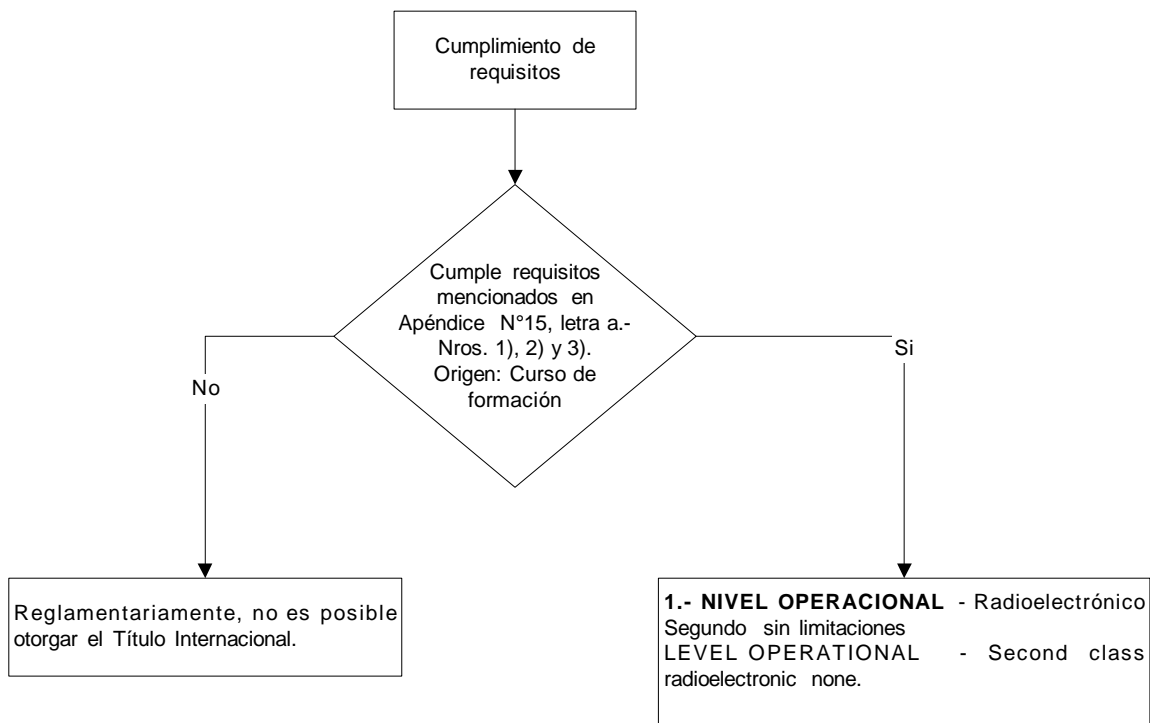 Cumplimiento de
requisitos
Cumple requisitos
mencionados en
Apéndice N°15, letra a.-
Nros. 1), 2) y 3).
Origen: Curso de
formación
No
Si
Reglamentariamente, no es posible
otorgar el Título Internacional.
1.- NIVEL OPERACIONAL - Radioelectrónico
Segundo sin limitaciones
LEVEL OPERATIONAL - Second class
radioelectronic none.